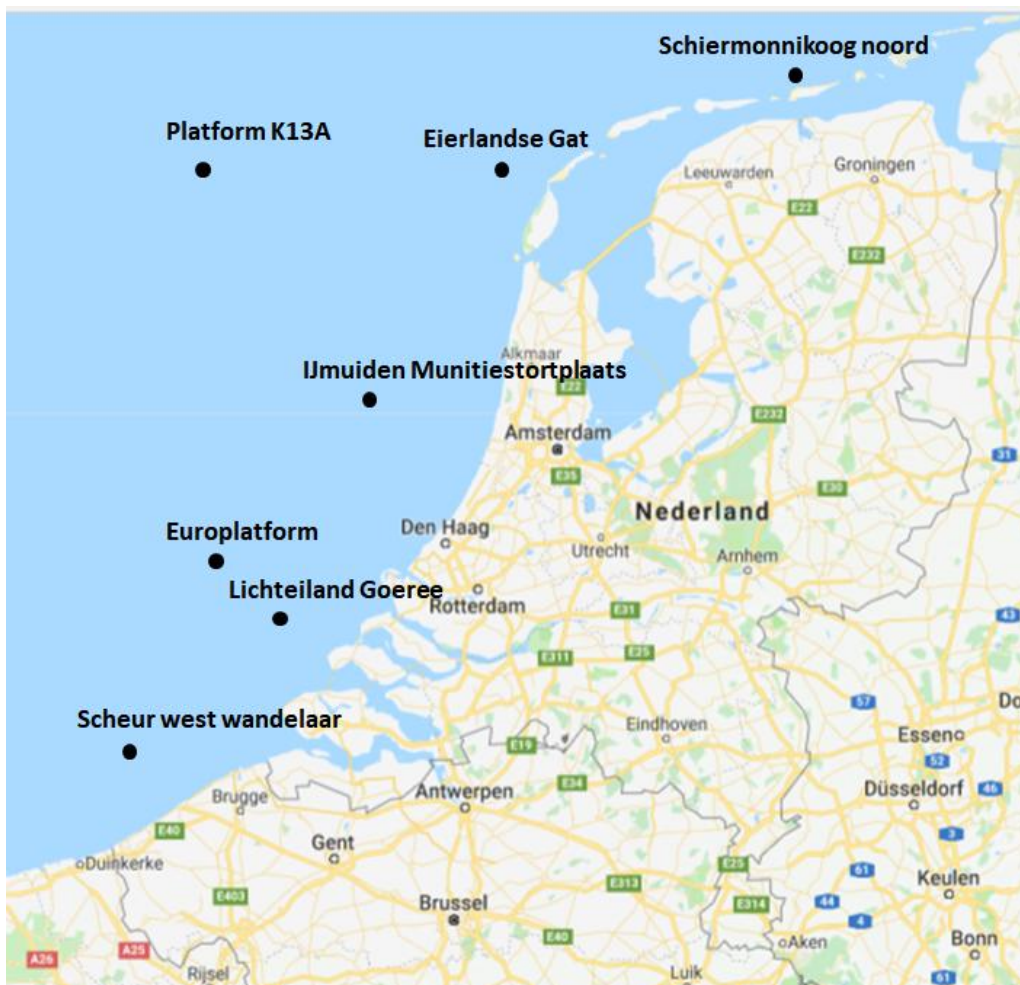 Schiermonnikoog noord
Platform K13A
Eierlandse Gat
Leeuwarden
Groningen
E22
E232
Alkmaar
IJmuiden Munitiestortplaats
E22
E232
Amsterdam
31
E35
E30
Nederland
Europlatform
Den Haag
Utrecht
Arnhem
Lichteiland Goeree
Rotterdam
E31
43
E311
E25
57
Do
Scheur west wandelaar
Eindhoven
E19
Essen
52
E34
Brugge
Antwerpen
Düsseldorf
46
E40
3
Gent
Duinkerke
E25
61
E403
E313
Keulen
Brussel
E314
44
4
A25
E40
Aken
Bonn
A26
Rijsel
Luik
61